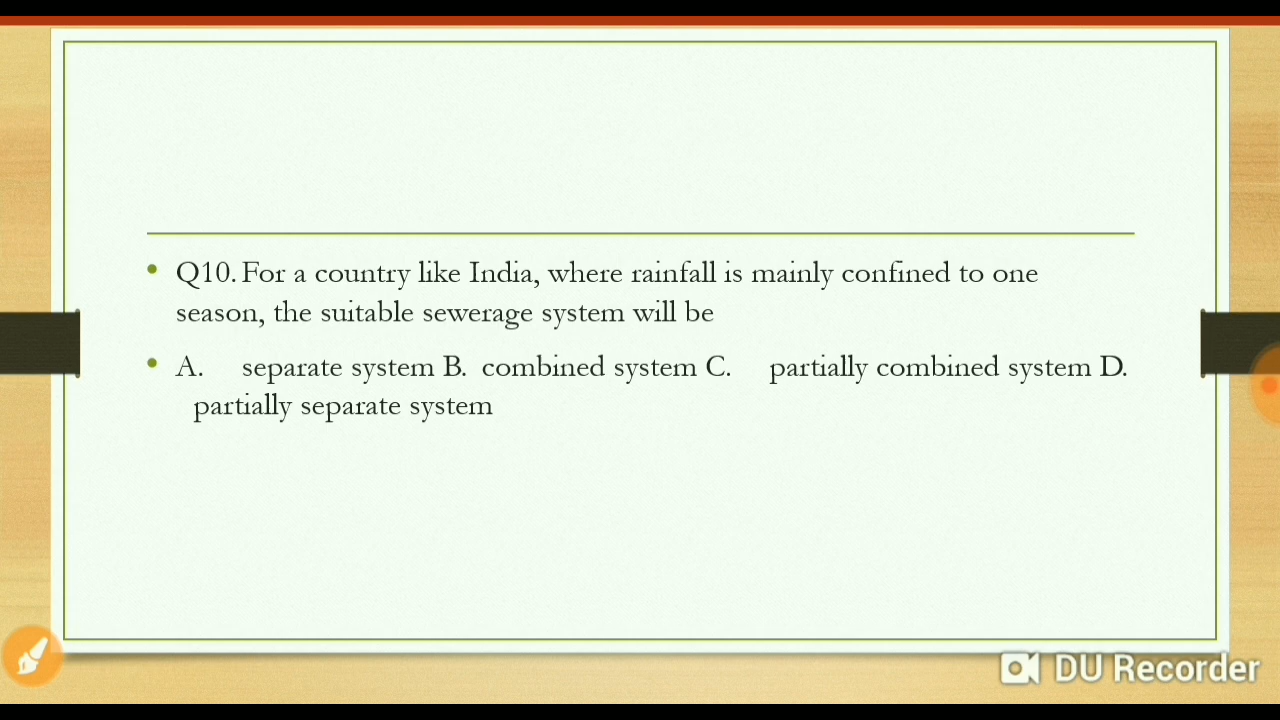 Q10. For a country like India, where rainfall is mainly confined to one
season, the suitable sewerage system will be
A. separate system B. combined system C. partially combined system D.
partially separate system
DU Recorder